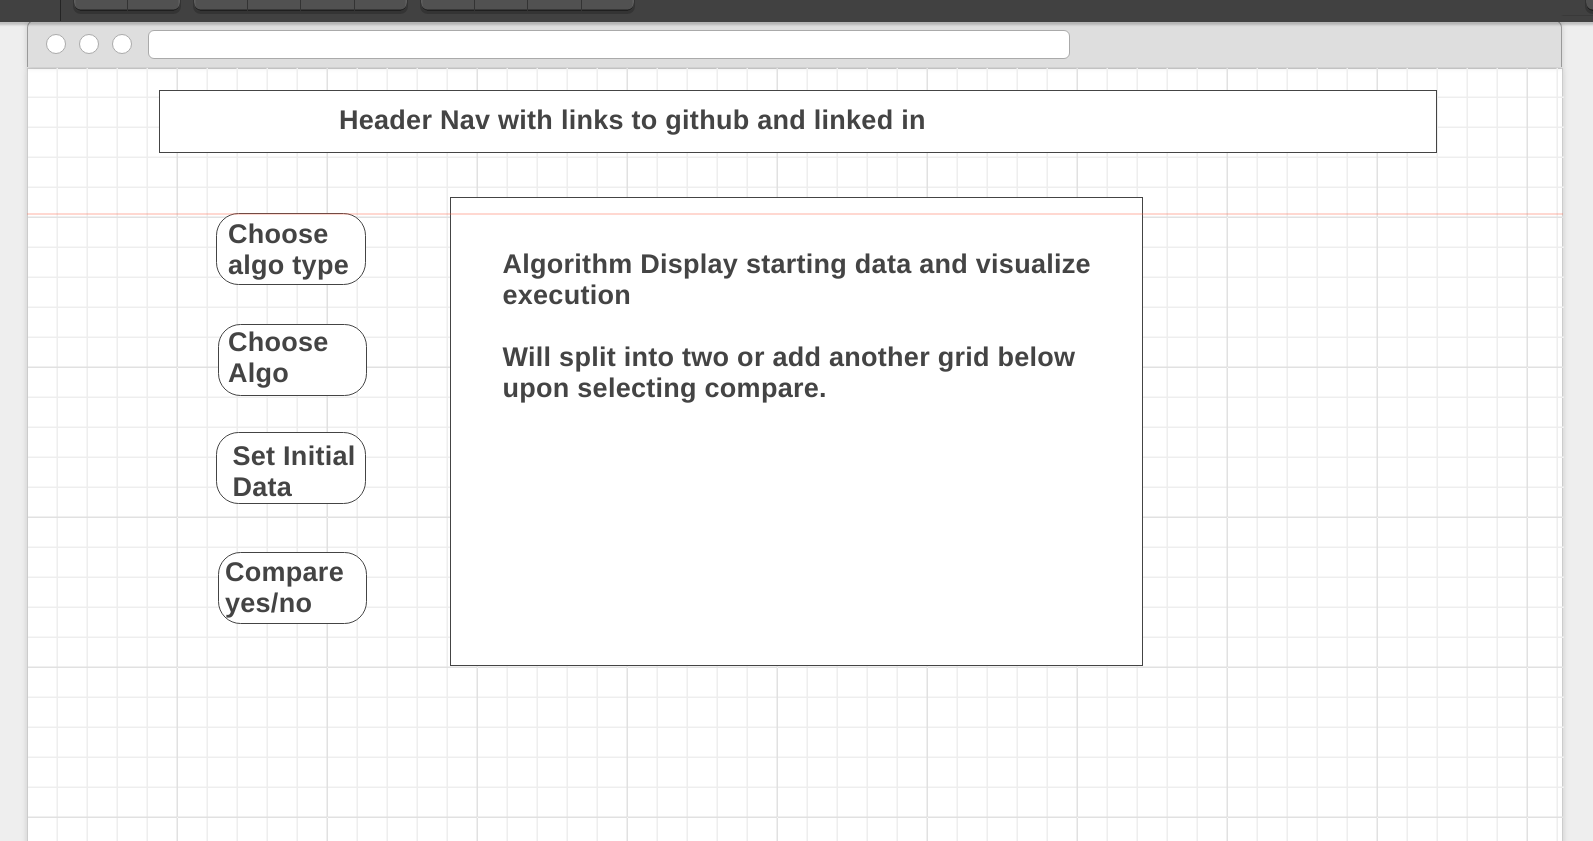 Header Nav with links to github and linked in
Choose
algo type
Choose
Algo
Set Initial
Data
Compare
yes/no
Algorithm Display starting data and visualize
execution
Will split into two or add another grid below
upon selecting compare.